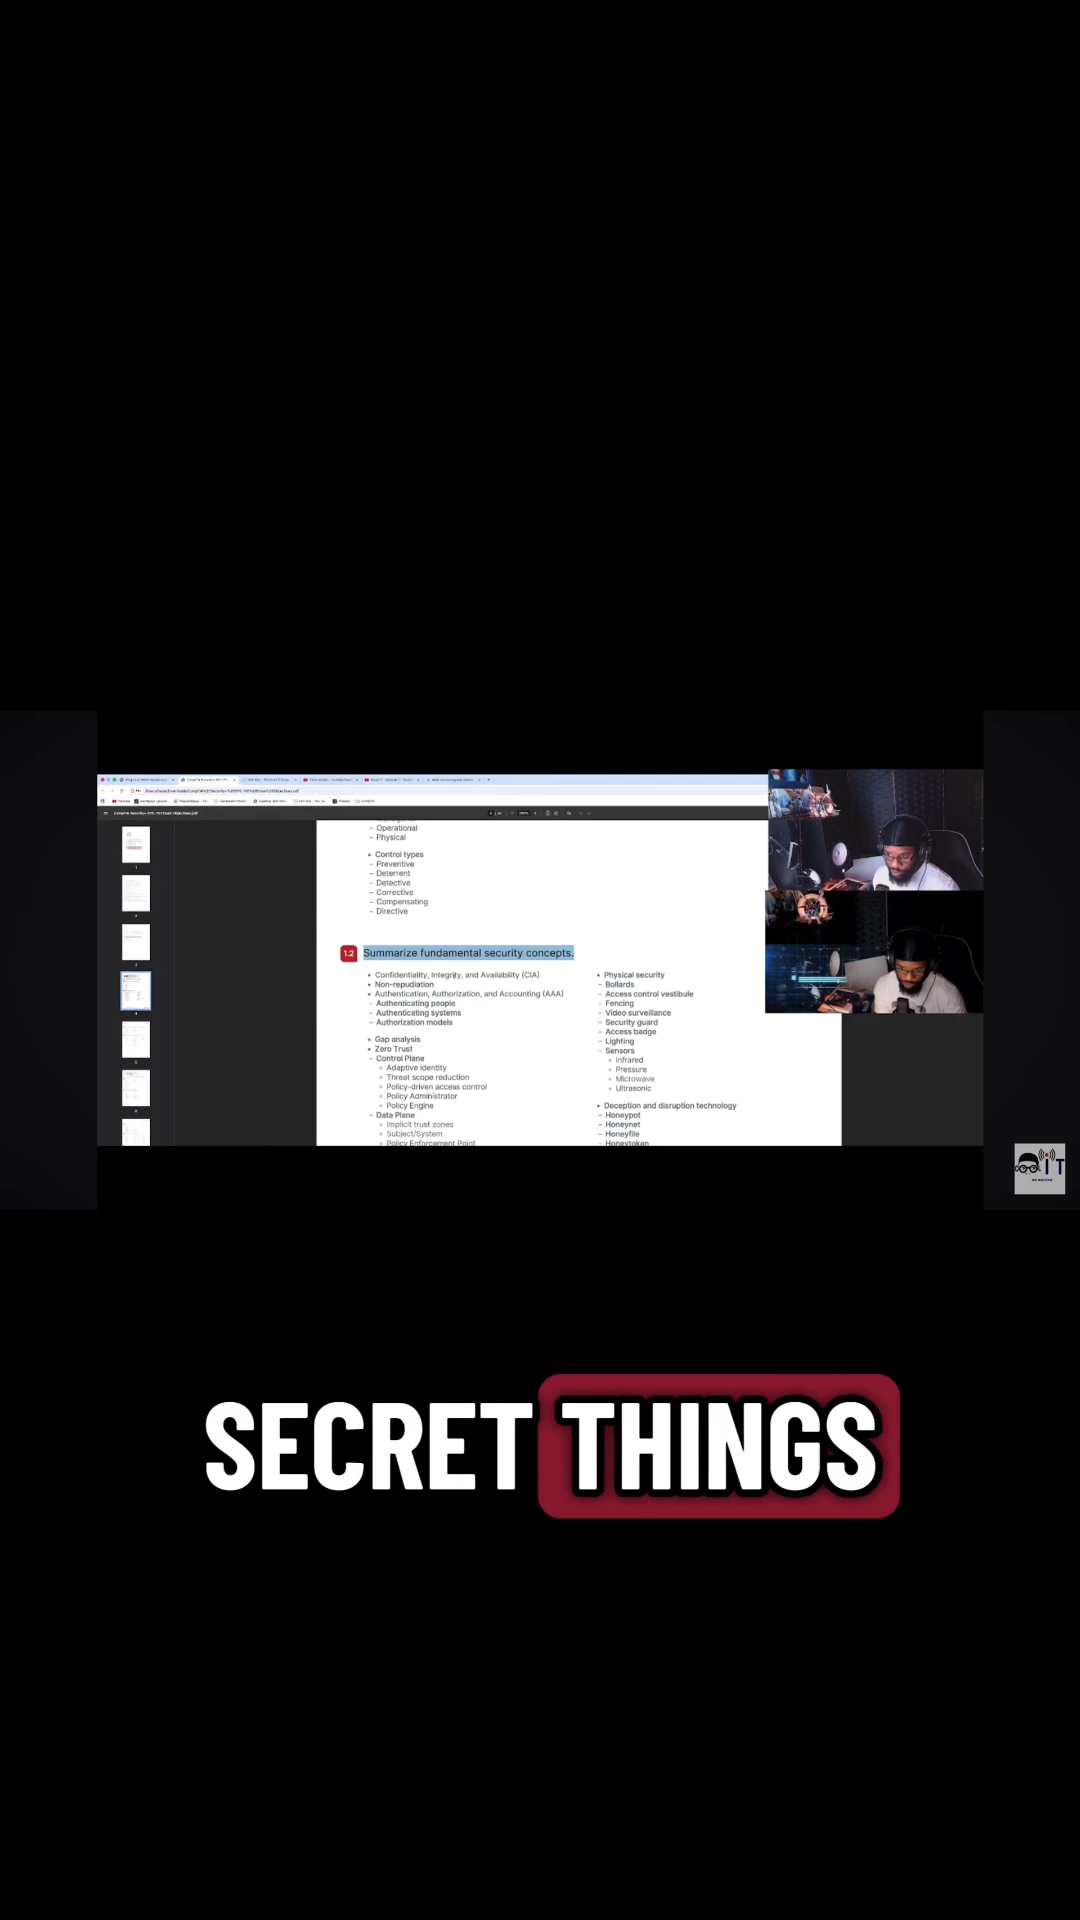 – Operational
– Physical
• Control types
– Preventive
– Deterrent
– Detective
– Corrective
– Compensating
– Directive
1.2 Summarize fundamental security concepts.
• Confidentiality, Integrity, and Availability (CIA)
• Non-repudiation
• Authentication, Authorization, and Accounting (AAA)
– Authenticating people
– Authenticating systems
– Authorization models
• Gap analysis
• Zero Trust
– Control Plane
◦ Adaptive identity
◦ Threat scope reduction
◦ Policy-driven access control
◦ Policy Administrator
◦ Policy Engine
– Data Plane
◦ Implicit trust zones
◦ Subject/System
◦ Policy Enforcement Point
• Physical security
– Bollards
– Access control vestibule
– Fencing
– Video surveillance
– Security guard
– Access badge
– Lighting
– Sensors
◦ Infrared
◦ Pressure
◦ Microwave
◦ Ultrasonic
• Deception and disruption technology
– Honeypot
– Honeynet
– Honeyfile
– Honeytoken
SECRET THINGS